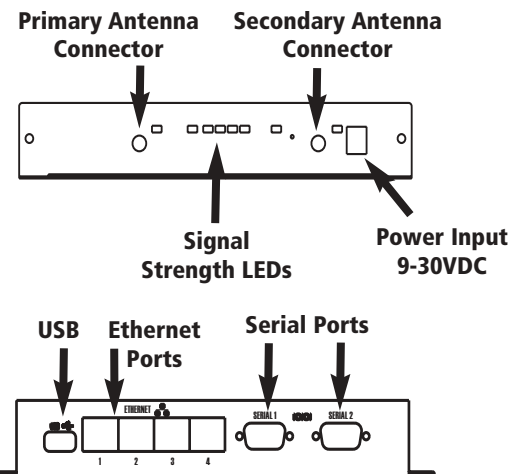 Primary Antenna
Connector
Secondary Antenna
Connector
Signal
Strength LEDs
Power Input
9-30VDC
USB
Ethernet
Ports
Serial Ports
ETHERNET
SERIAL 1
SERIAL 2
1 2 3 4